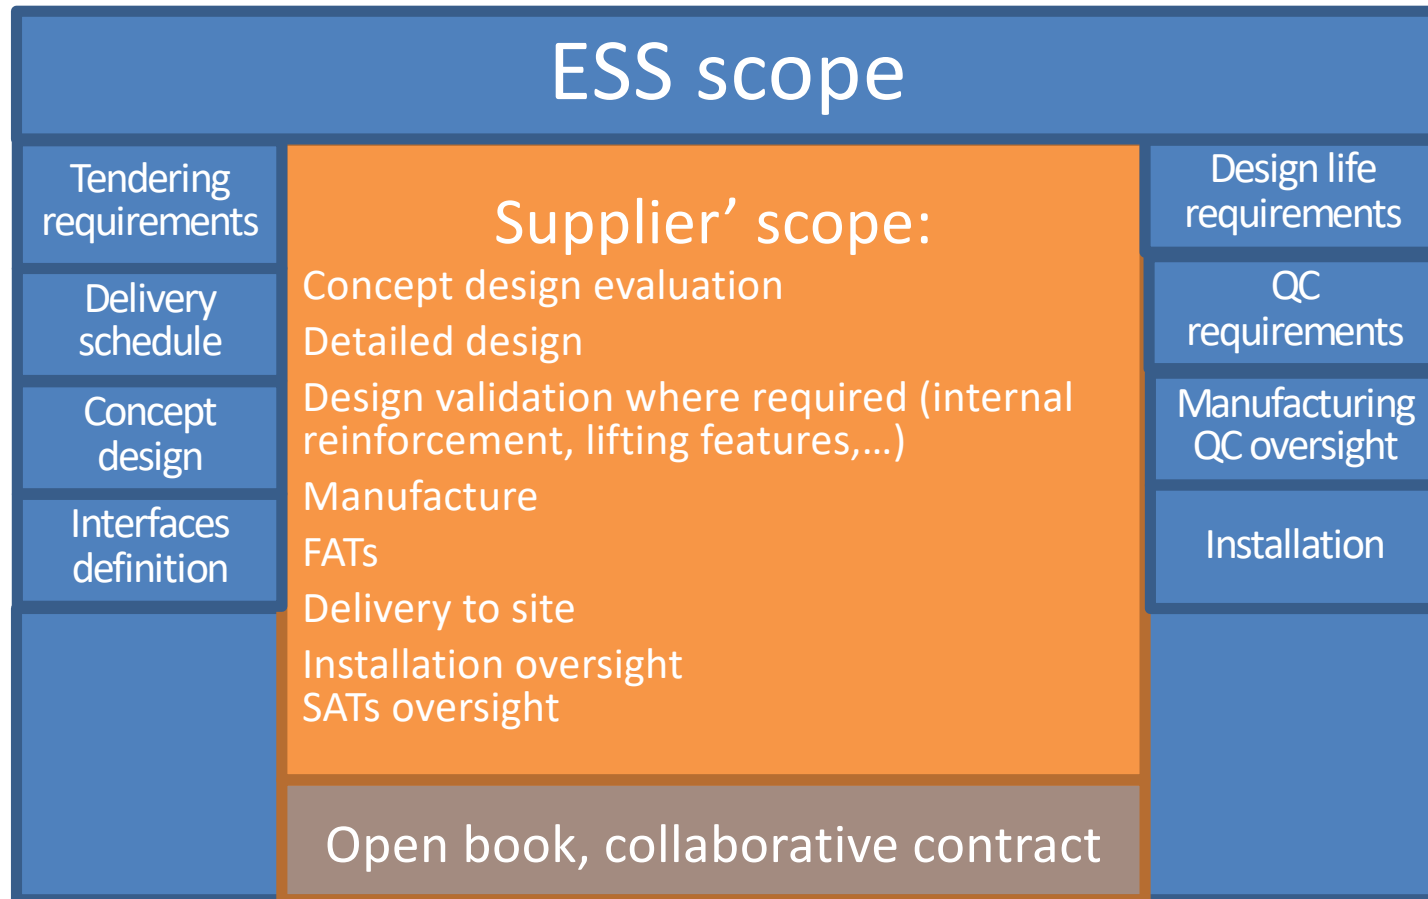 ESS scope
Tendering
requirements
Delivery
schedule
Concept
design
Interfaces
definition
Supplier’ scope:
Concept design evaluation
Detailed design
Design validation where required (internal
reinforcement, lifting features,...)
Manufacture
FATs
Delivery to site
Installation oversight
SATs oversight
Open book, collaborative contract
Design life
requirements
QC
requirements
Manufacturing
QC oversight
Installation